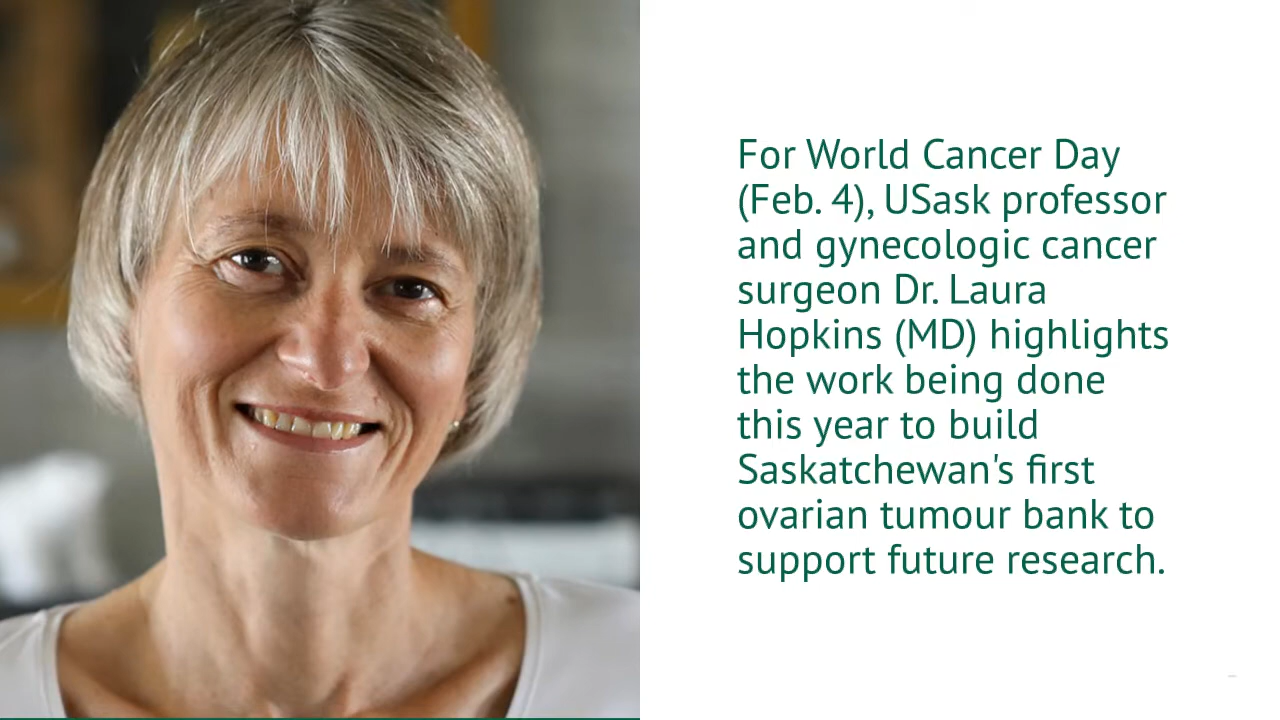 For World Cancer Day
(Feb. 4), USask professor
and gynecologic cancer
surgeon Dr. Laura
Hopkins (MD) highlights
the work being done
this year to build
Saskatchewan's first
ovarian tumour bank to
support future research.